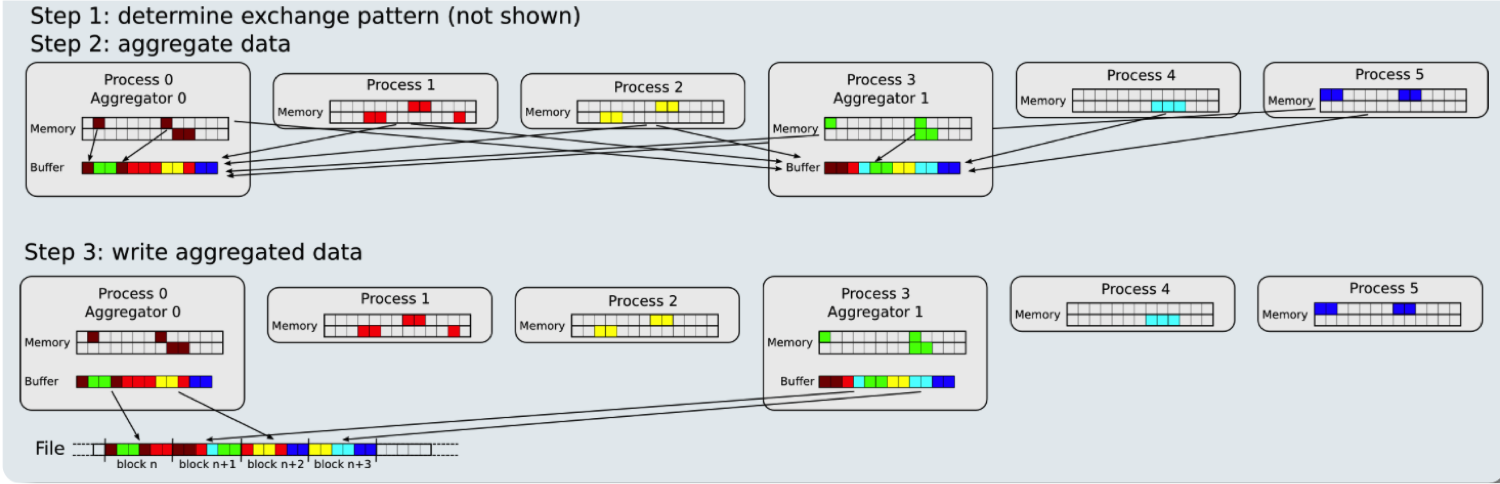 Step 1: determine exchange pattern (not shown)
Step 2: aggregate data
Process 0
Aggregator 0
Memory
Buffer
Process 1
Memory
Process 2
Memory
Process 3
Aggregator 1
Memory
Buffer
Process 4
Memory
Process 5
Memory
Step 3: write aggregated data
Process 0
Aggregator 0
Memory
Buffer
Process 1
Memory
Process 2
Memory
Process 3
Aggregator 1
Memory
Buffer
Process 4
Memory
Process 5
Memory
File
block n
block n+1
block n+2
block n+3